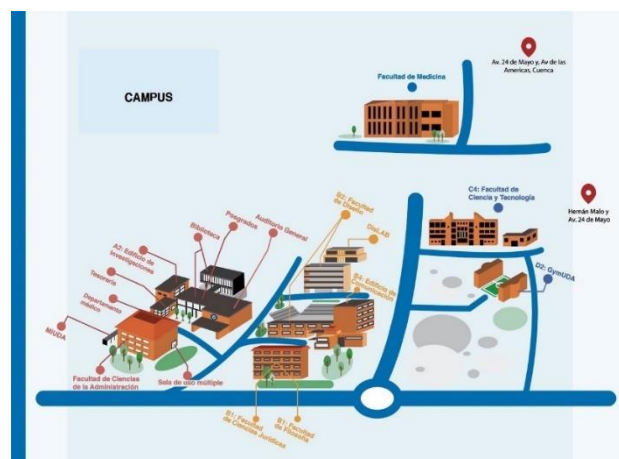 CAMPUS
Facultad de Medicina
Av. 24 de Mayo y, Av de las
Americas, Cuenca
C4: Facultad de
Ciencia y Tecnología
Hernán Malo y
Av. 24 de Mayo
D2: GymUDA
B3: Facultad
de Diseño
DisLAB
B4: Edificio de
Comunicación
Auditorio General
Posgrados
Biblioteca
A2: Edificio de
Investigaciones
Tesorería
Departamento
médico
MIUDA
Facultad de Ciencias
de la Administración
Sala de uso múltiple
B1: Facultad
de Ciencias Jurídicas
B1: Facultad
de Filosofía